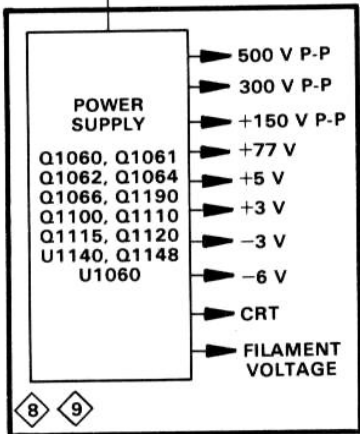 POWER
SUPPLY
Q1060, Q1061
Q1062, Q1064
Q1066, Q1190
Q1100, Q1110
Q1115, Q1120
U1140, Q1148
U1060
500 V P-P
300 V P-P
+150 V P-P
+77 V
+5 V
+3 V
−3 V
−6 V
CRT
FILAMENT
VOLTAGE
8 9